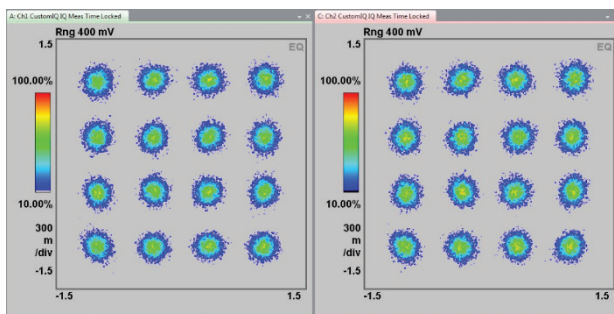 A: Ch1 CustomIQ IQ Meas Time Locked
Rng 400 mV
1.5
EQ
100.00%
10.00%
300
m
/div
-1.5
-1.5
1.5
C: Ch2 CustomIQ IQ Meas Time Locked
Rng 400 mV
1.5
EQ
100.00%
10.00%
300
m
/div
-1.5
-1.5
1.5